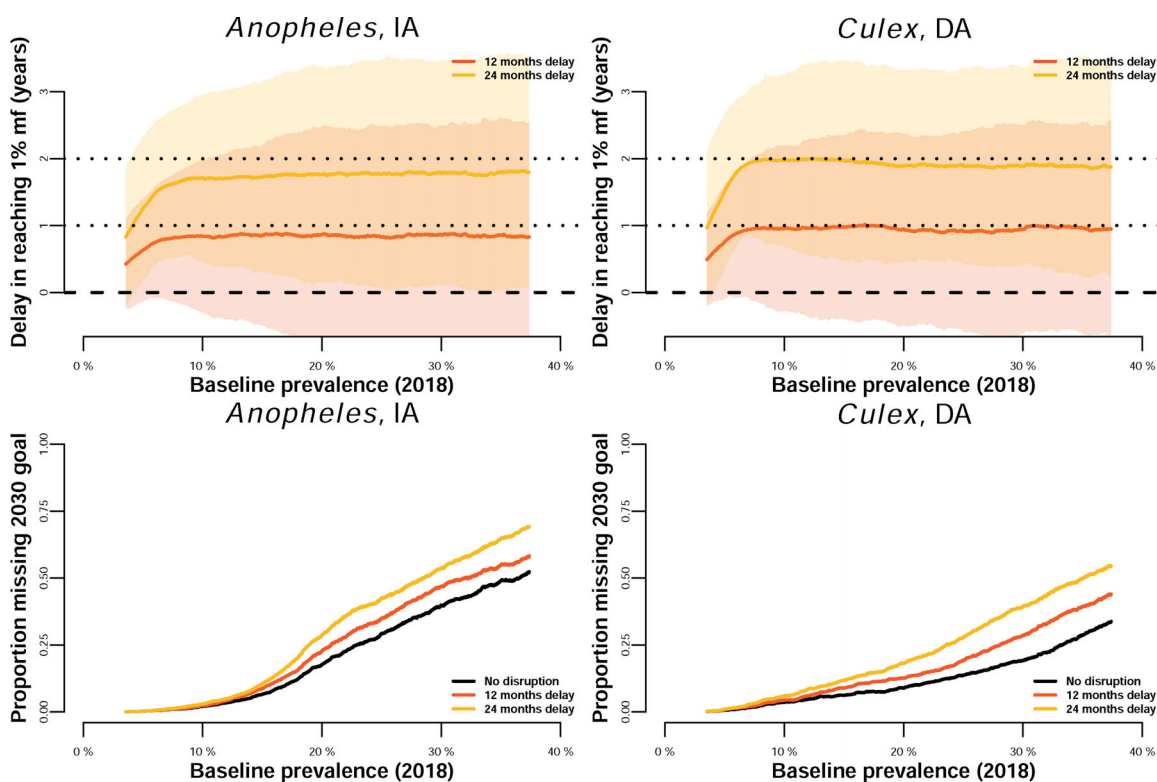 Anopheles, IA
12 months delay
24 months delay
Delay in reaching 1% mf (years)
3
2
1
0
0 %
10 %
20 %
30 %
40 %
Baseline prevalence (2018)
Culex, DA
12 months delay
24 months delay
Delay in reaching 1% mf (years)
3
2
1
0
0 %
10 %
20 %
30 %
40 %
Baseline prevalence (2018)
Anopheles, IA
Proportion missing 2030 goal
1.00
0.75
0.50
0.25
0.00
No disruption
12 months delay
24 months delay
0 %
10 %
20 %
30 %
40 %
Baseline prevalence (2018)
Culex, DA
Proportion missing 2030 goal
1.00
0.75
0.50
0.25
0.00
No disruption
12 months delay
24 months delay
0 %
10 %
20 %
30 %
40 %
Baseline prevalence (2018)